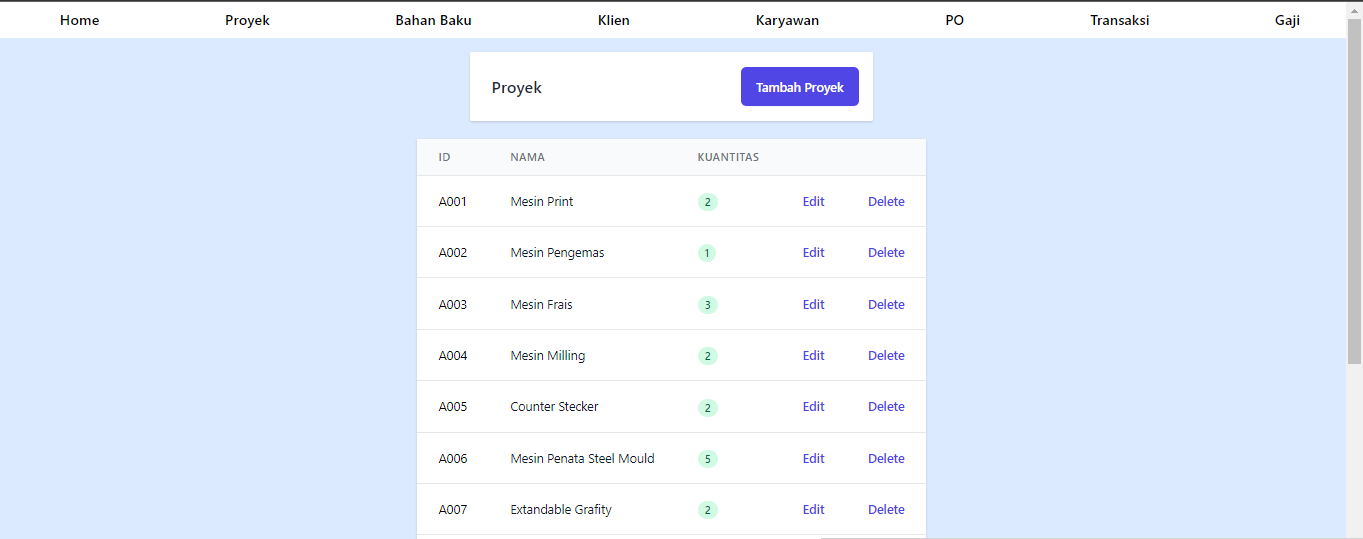 Home Proyek Bahan Baku Klien Karyawan PO Transaksi Gaji
Proyek Tambah Proyek
ID NAMA KUANTITAS
A001 Mesin Print 2 Edit Delete
A002 Mesin Pengemas 1 Edit Delete
A003 Mesin Frais 3 Edit Delete
A004 Mesin Milling 2 Edit Delete
A005 Counter Stecker 2 Edit Delete
A006 Mesin Penata Steel Mould 5 Edit Delete
A007 Extandable Grafity 2 Edit Delete